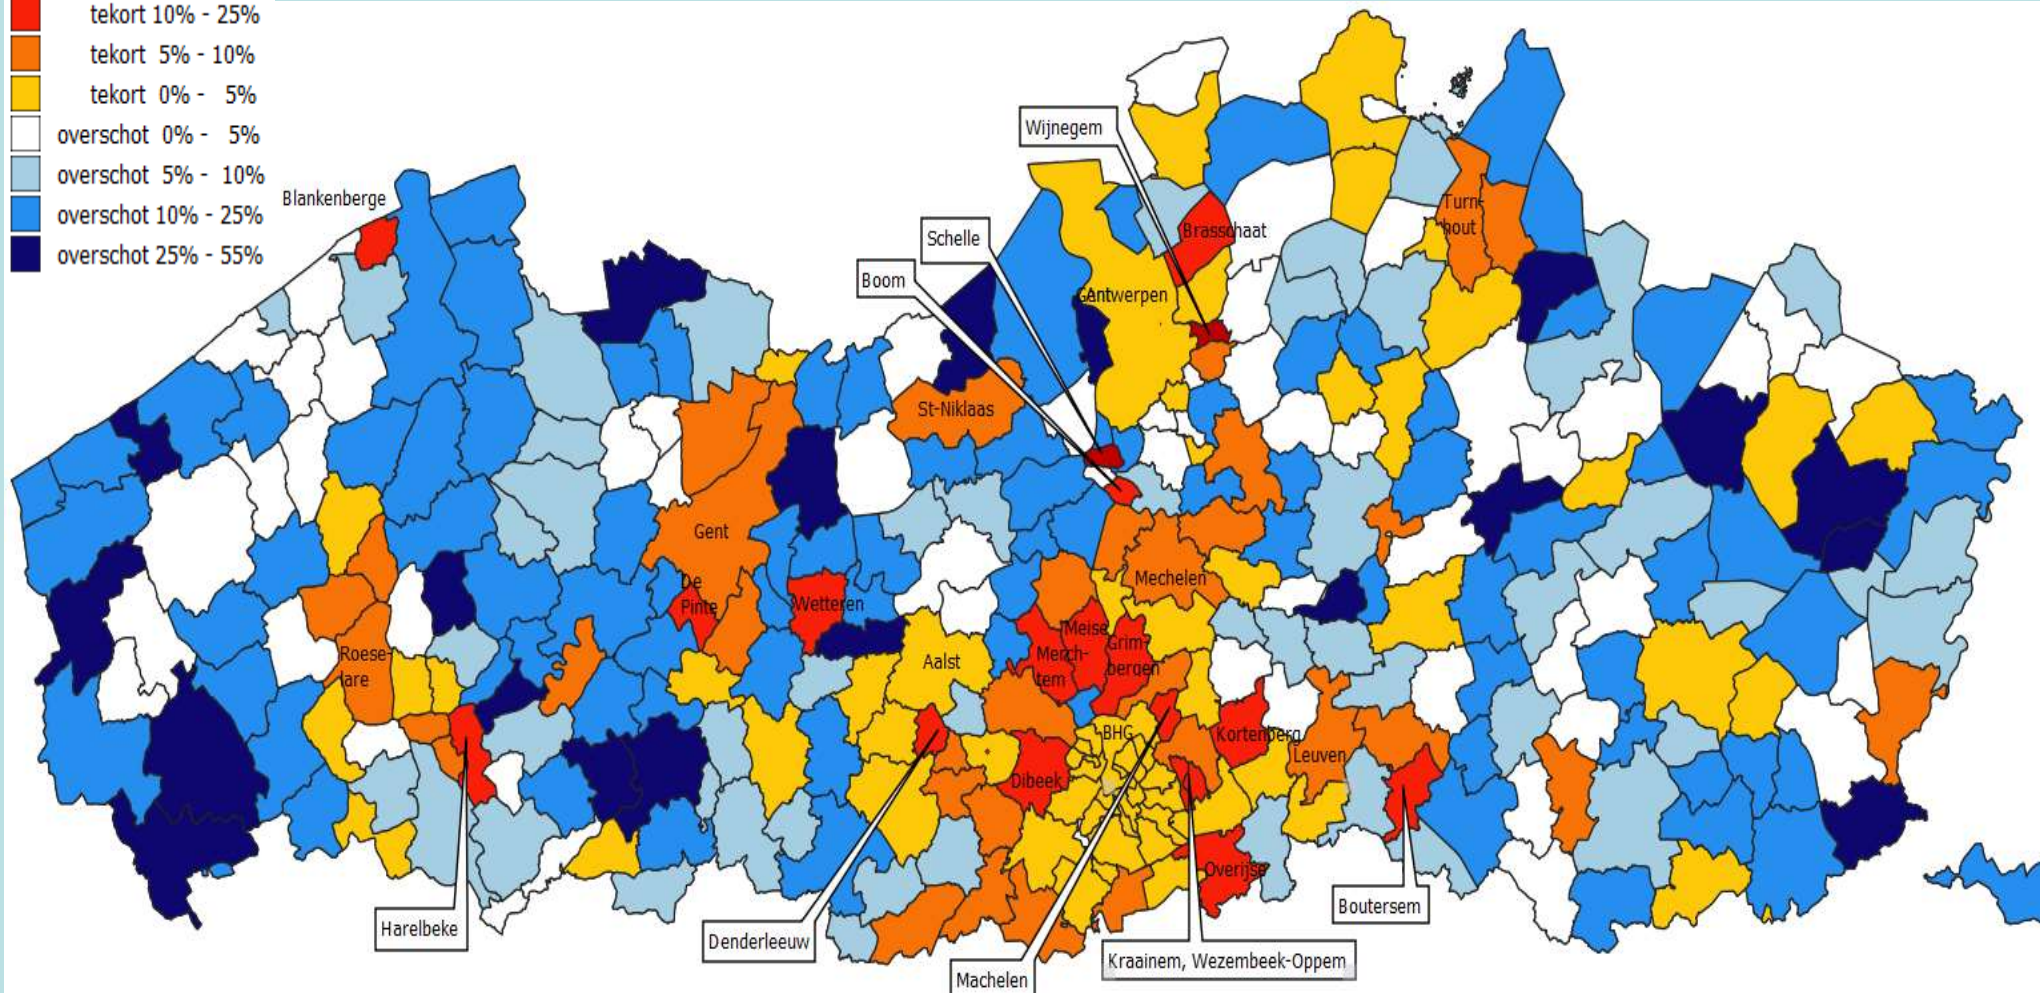 tekort 10% - 25%
tekort 5% - 10%
tekort 0% - 5%
overschot 0% - 5%
overschot 5% - 10%
overschot 10% - 25%
overschot 25% - 55%
Blankenberge
Wijnegem
Schelle
Boom
Brasschaat
Turn-
hout
Antwerpen
St-Niklaas
Gent
De
Pinte
Wetteren
Mechelen
Roese-
lare
Aalst
Meise
Merch-
tem
Grim-
bergen
BHG
Kortenberg
Leuven
Dibeek
Overijse
Harelbeke
Denderleeuw
Machelen
Kraainem, Wezembeek-Oppem
Boutersem